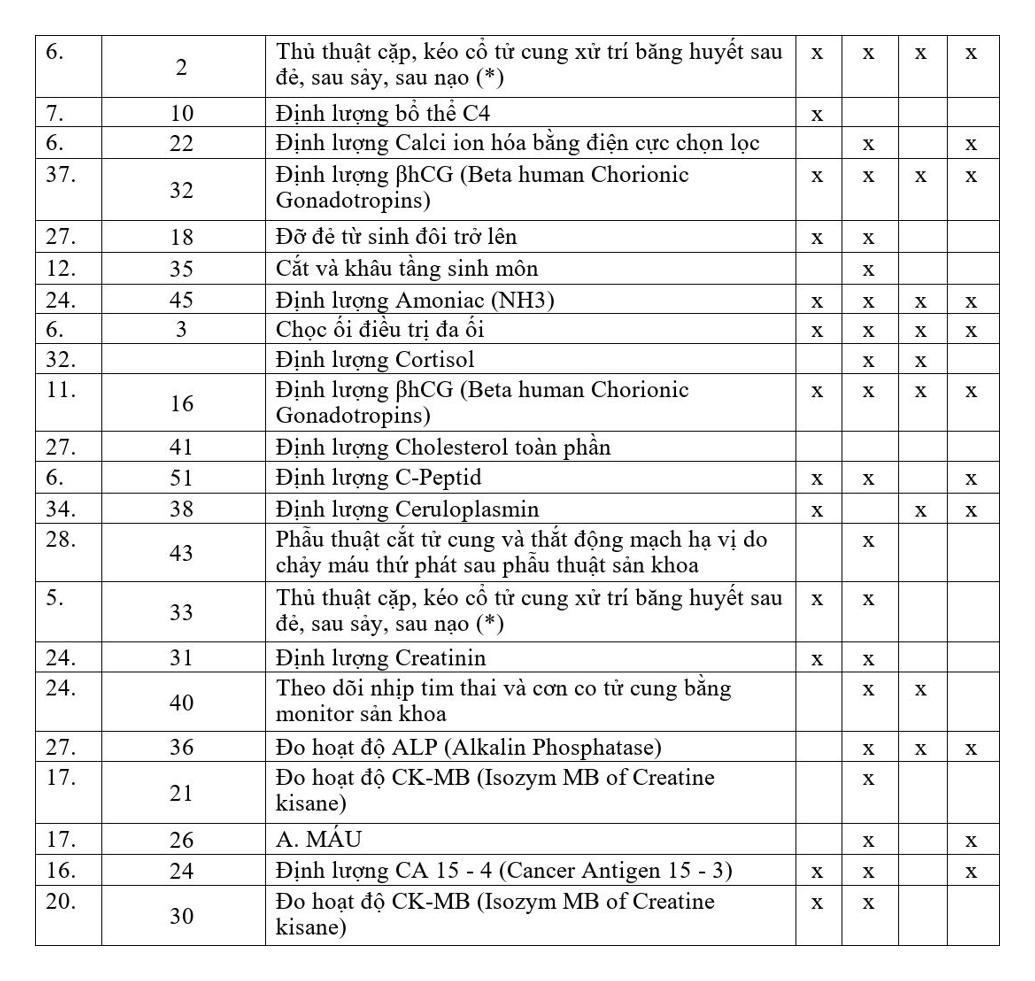 6. 2 Thủ thuật cặp, kéo cổ tử cung xử trí băng huyết sau x x x x
đẻ, sau sảy, sau nạo (*)
7. 10 Định lượng bổ thể C4 x
6. 22 Định lượng Calci ion hóa bằng điện cực chọn lọc x x
37. 32 Định lượng βhCG (Beta human Chorionic x x x x
Gonadotropins)
27. 18 Đỡ đẻ từ sinh đôi trở lên x x
12. 35 Cắt và khâu tầng sinh môn x
24. 45 Định lượng Amoniac (NH3) x x x x
6. 3 Chọc ối điều trị đa ối x x x x
32. Định lượng Cortisol x x
11. 16 Định lượng βhCG (Beta human Chorionic x x x x
Gonadotropins)
27. 41 Định lượng Cholesterol toàn phần
6. 51 Định lượng C-Peptid x x x
34. 38 Định lượng Ceruloplasmin x x x
28. 43 Phẫu thuật cắt tử cung và thắt động mạch hạ vị do x
chảy máu thứ phát sau phẫu thuật sản khoa
5. 33 Thủ thuật cặp, kéo cổ tử cung xử trí băng huyết sau x x
đẻ, sau sảy, sau nạo (*)
24. 31 Định lượng Creatinin x x
24. 40 Theo dõi nhịp tim thai và cơn co tử cung bằng x x
monitor sản khoa
27. 36 Đo hoạt độ ALP (Alkalin Phosphatase) x x x
17. 21 Đo hoạt độ CK-MB (Isozym MB of Creatine x
kisane)
17. 26 A. MÁU x x
16. 24 Định lượng CA 15 - 4 (Cancer Antigen 15 - 3) x x x
20. 30 Đo hoạt độ CK-MB (Isozym MB of Creatine x x
kisane)